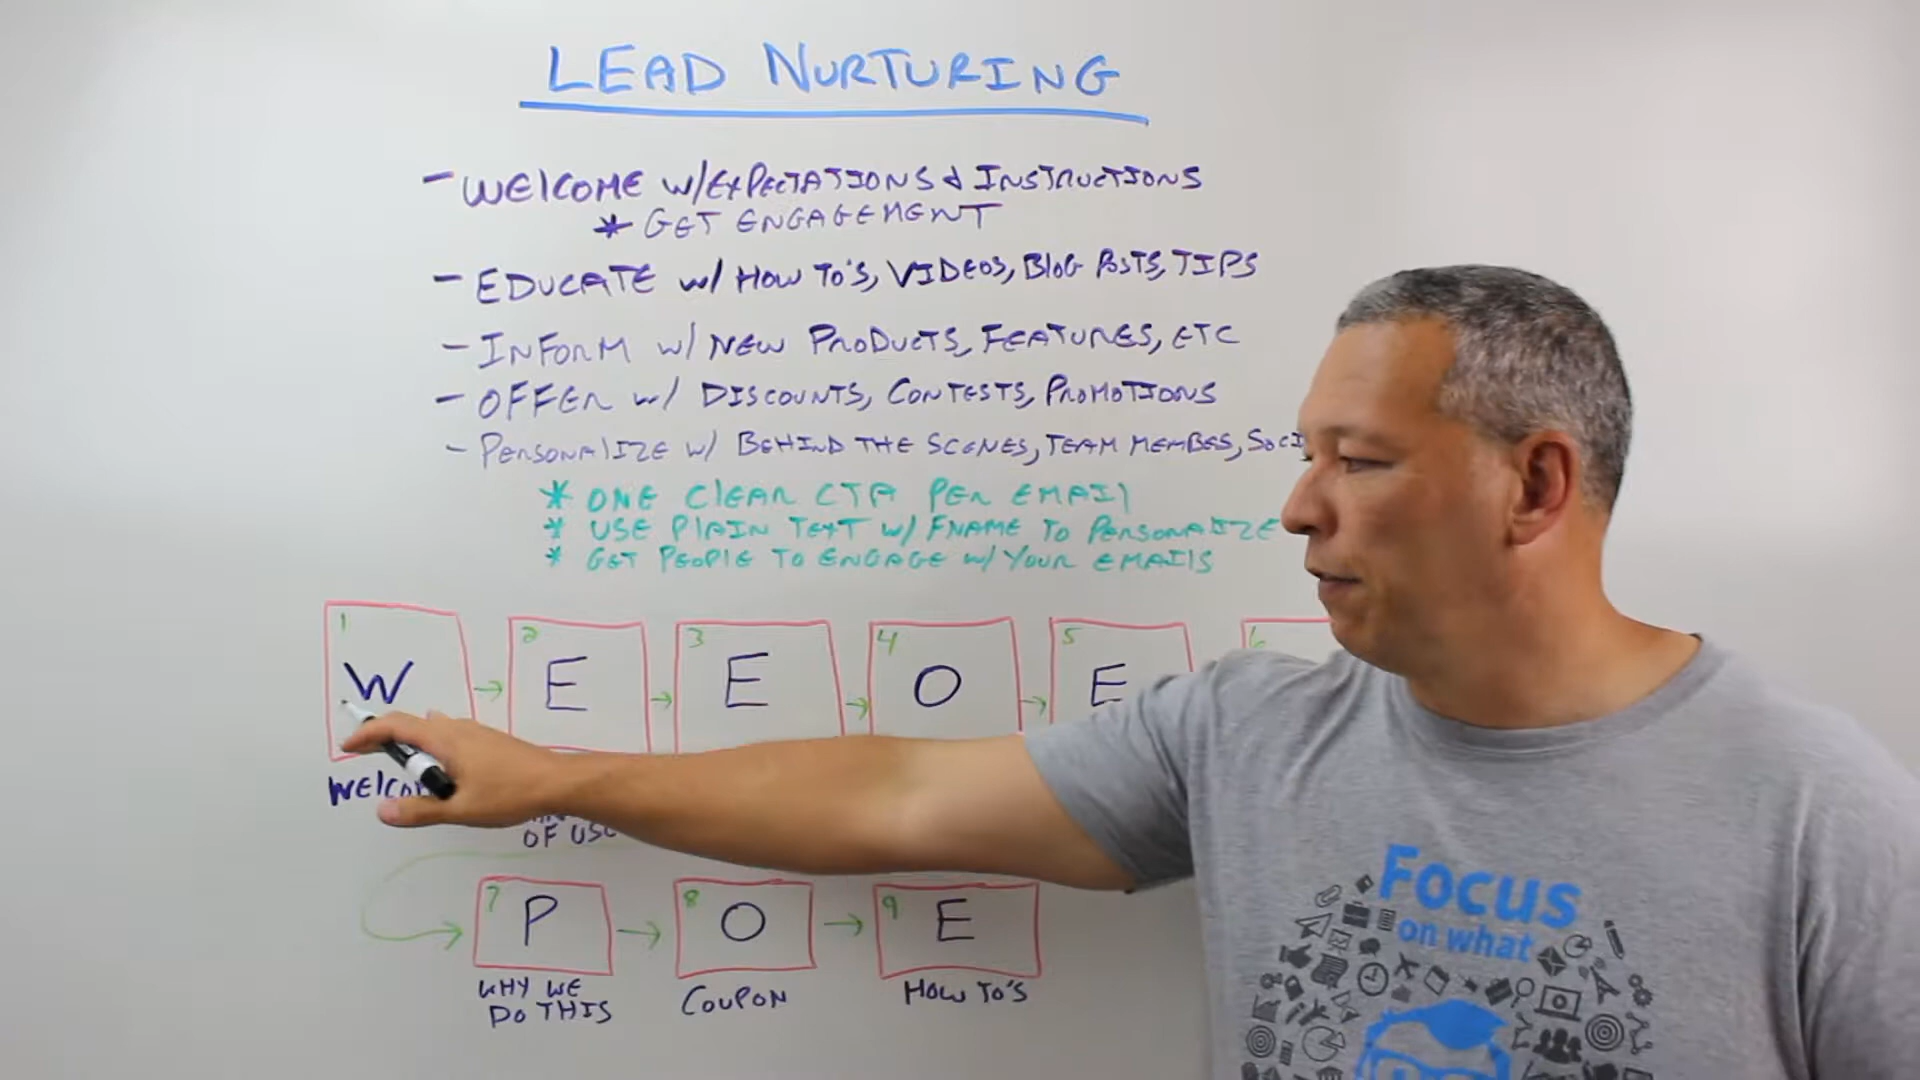 LEAD NURTURING
- WELCOME W/EXPECTATIONS & INSTRUCTIONS
* GET ENGAGEMENT
- EDUCATE W/ HOW TO'S, VIDEOS, BLOG POSTS, TIPS
- INFORM W/ NEW PRODUCTS, FEATURES, ETC
- OFFER W/ DISCOUNTS, CONTESTS, PROMOTIONS
- PERSONALIZE W/ BEHIND THE SCENES, TEAM MEMBES,
* ONE CLEAR CTA PER EMAIL
* USE PLAIN TEXT W/ FNAME TO PERSONALIZE
* GET PEOPLE TO ENGAGE W/ YOUR EMAILS
1 2 3 4 5 6
W E E O E
OF
7 8 9
P O E
WHY WE DO THIS
COUPON
HOW TO'S
Focus
on what